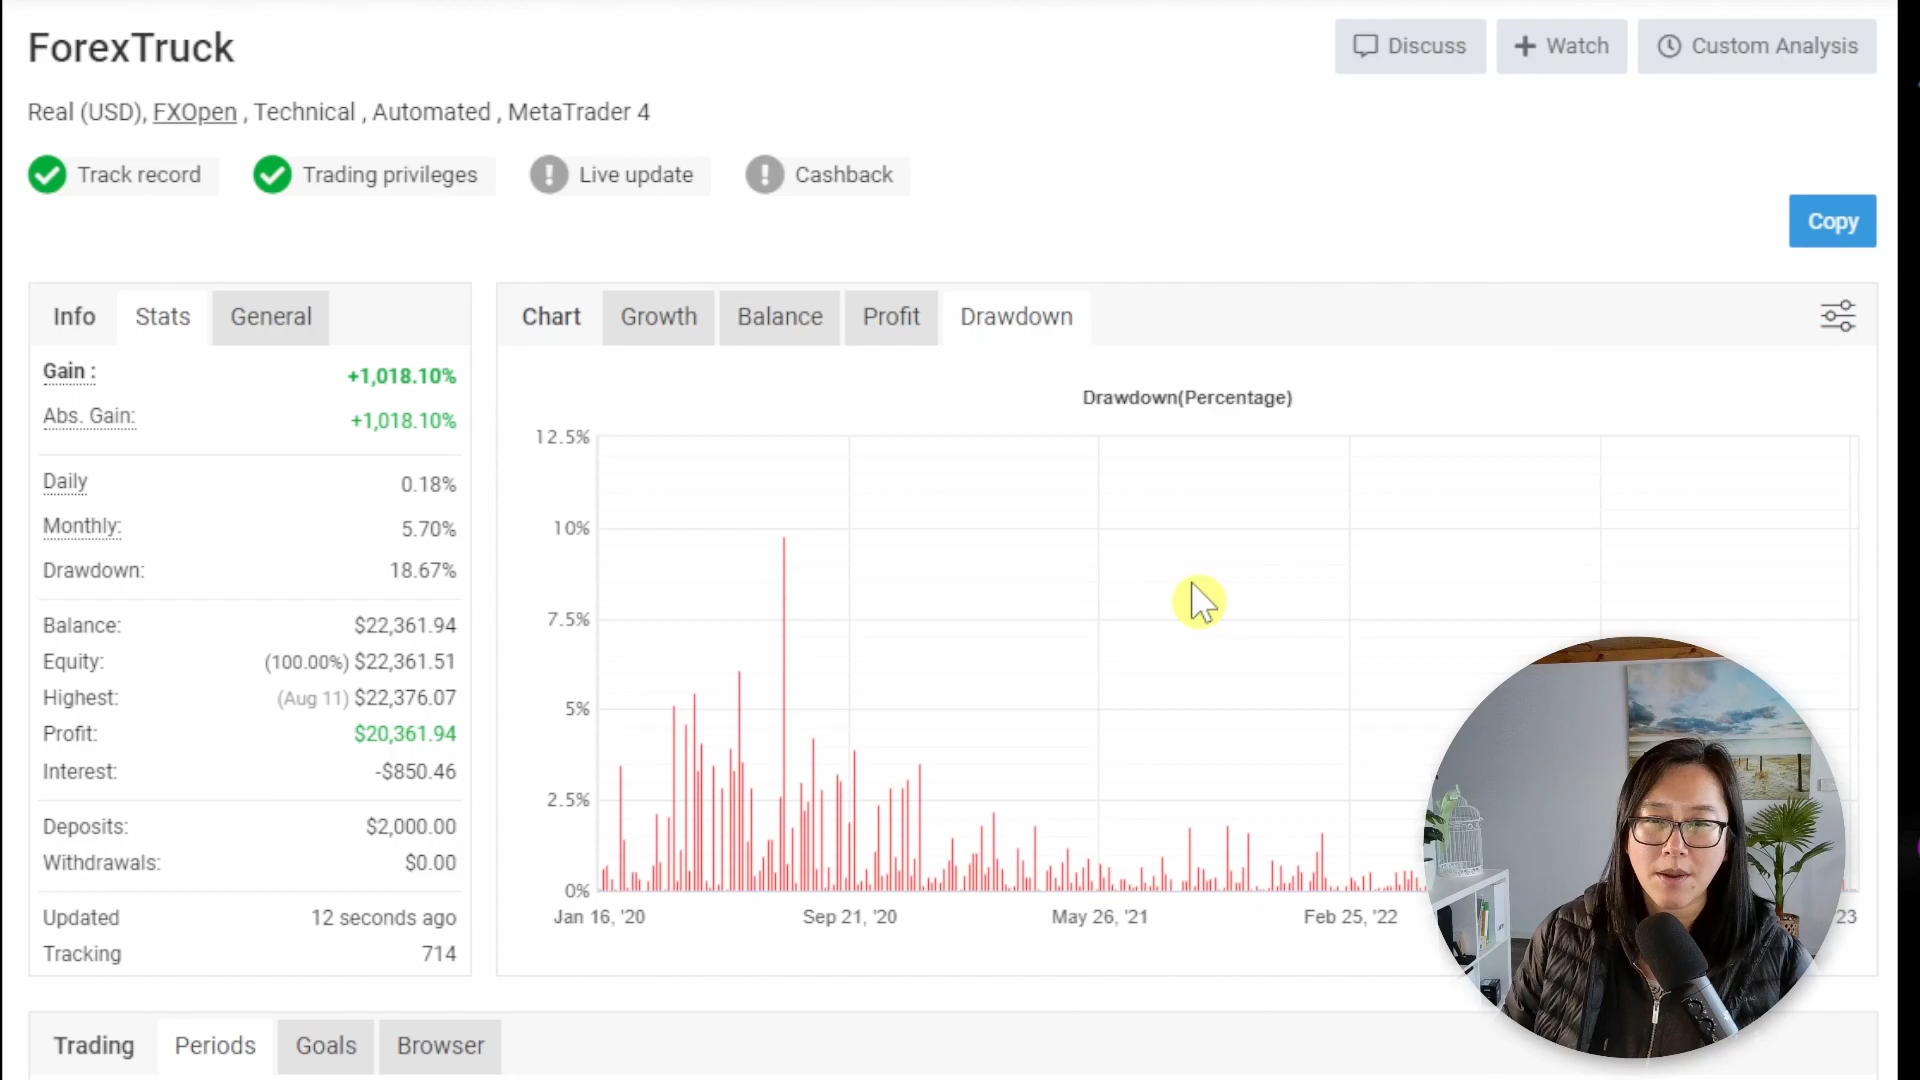 ForexTruck
Discuss
Watch
Custom Analysis
Real (USD), FXOpen , Technical , Automated , MetaTrader 4
Track record
Trading privileges
Live update
Cashback
Copy
Info
Stats
General
Gain :
+1,018.10%
Abs. Gain:
+1,018.10%
Daily
0.18%
Monthly:
5.70%
Drawdown:
18.67%
Balance:
$22,361.94
Equity:
(100.00%) $22,361.51
Highest:
(Aug 11) $22,376.07
Profit:
$20,361.94
Interest:
-$850.46
Deposits:
$2,000.00
Withdrawals:
$0.00
Updated
12 seconds ago
Tracking
714
Chart
Growth
Balance
Profit
Drawdown
Drawdown(Percentage)
12.5%
10%
7.5%
5%
2.5%
0%
Jan 16, '20
Sep 21, '20
May 26, '21
Feb 25, '22
23
Trading
Periods
Goals
Browser